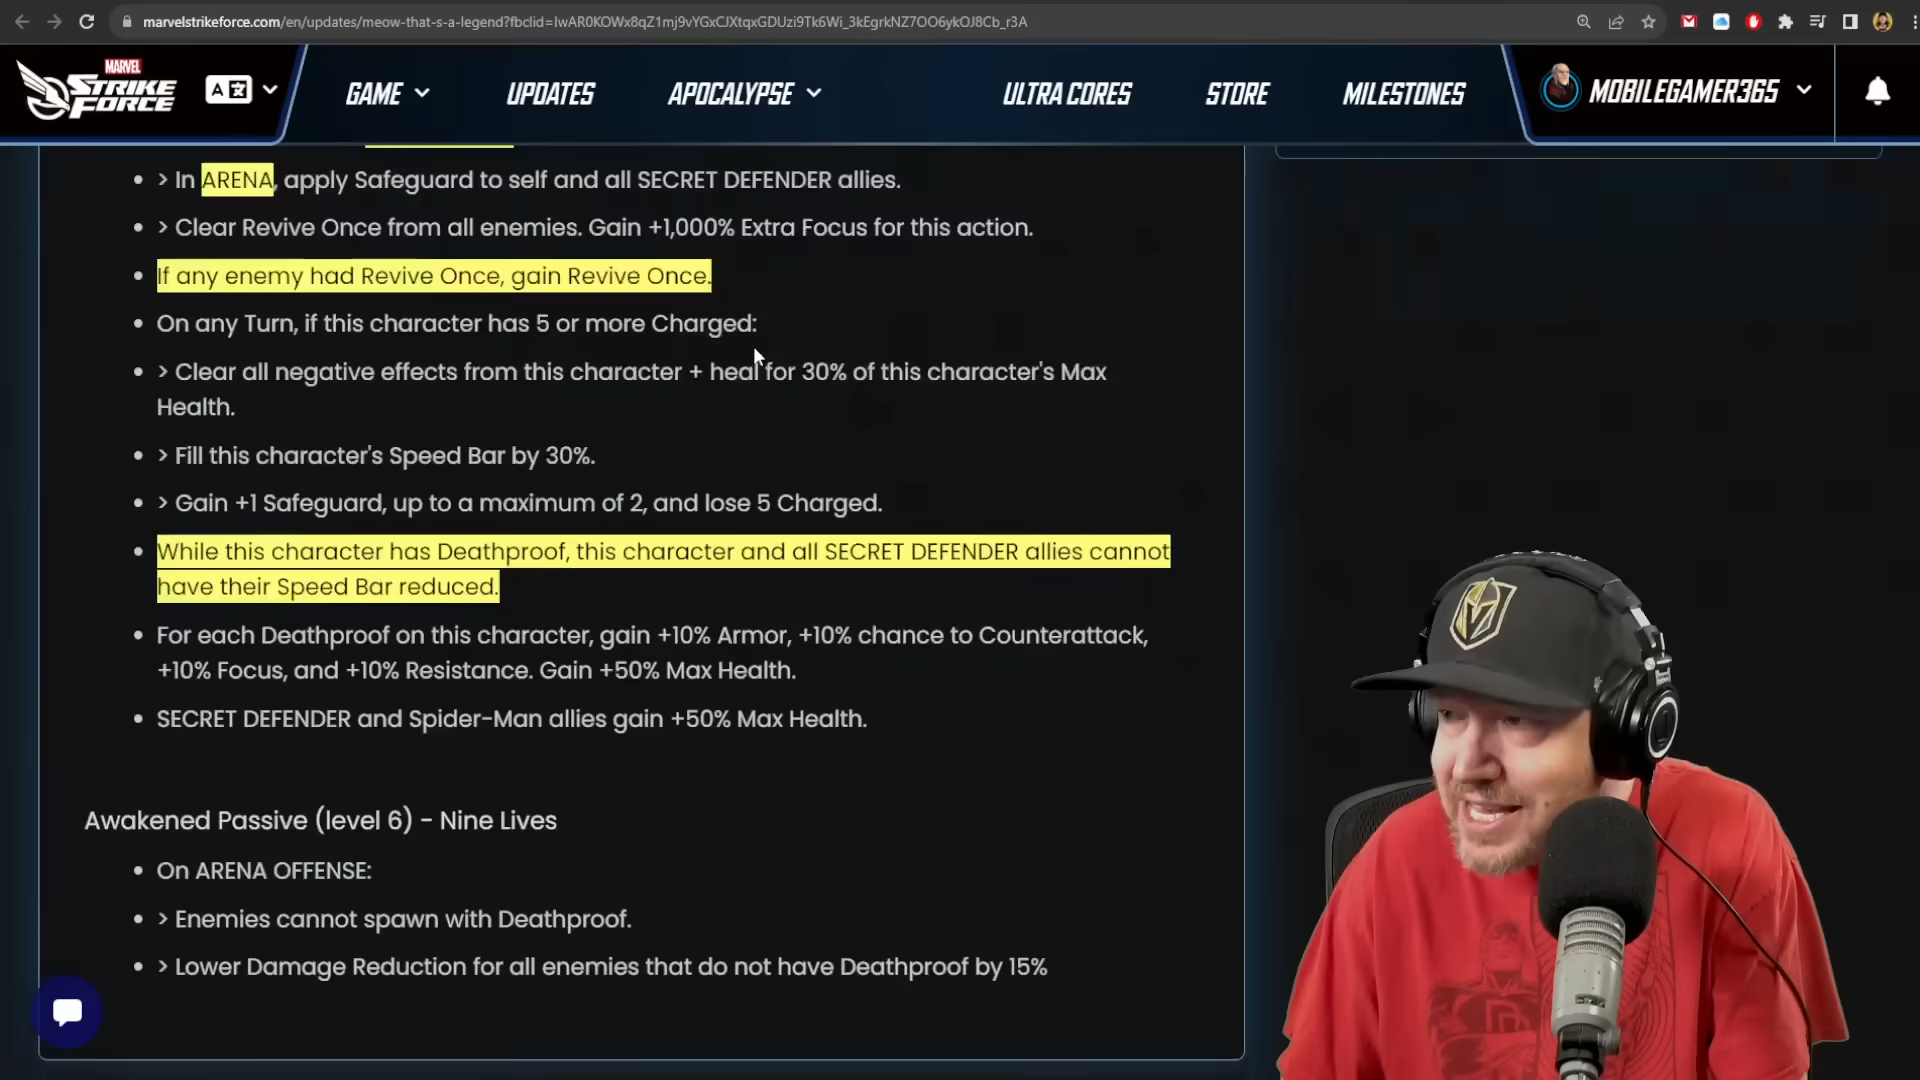 marvelstrikeforce.com/en/updates/meow-that-s-a-legend?fbclid=IwAR0KOWx8qZ1mj9vYGxCJXtqxGDUzi9Tk6Wi_3kEgrkNZ7OO6ykOJ8Cb_r3A
MARVEL
STRIKE
FORCE
GAME
UPDATES
APOCALYPSE
ULTRA CORES
STORE
MILESTONES
MOBILEGAMER365
• > In ARENA, apply Safeguard to self and all SECRET DEFENDER allies.
• > Clear Revive Once from all enemies. Gain +1,000% Extra Focus for this action.
• If any enemy had Revive Once, gain Revive Once.
• On any Turn, if this character has 5 or more Charged:
• > Clear all negative effects from this character + heal for 30% of this character's Max
Health.
• > Fill this character's Speed Bar by 30%.
• > Gain +1 Safeguard, up to a maximum of 2, and lose 5 Charged.
• While this character has Deathproof, this character and all SECRET DEFENDER allies cannot
have their Speed Bar reduced.
• For each Deathproof on this character, gain +10% Armor, +10% chance to Counterattack,
+10% Focus, and +10% Resistance. Gain +50% Max Health.
• SECRET DEFENDER and Spider-Man allies gain +50% Max Health.
Awakened Passive (level 6) - Nine Lives
• On ARENA OFFENSE:
• > Enemies cannot spawn with Deathproof.
• > Lower Damage Reduction for all enemies that do not have Deathproof by 15%